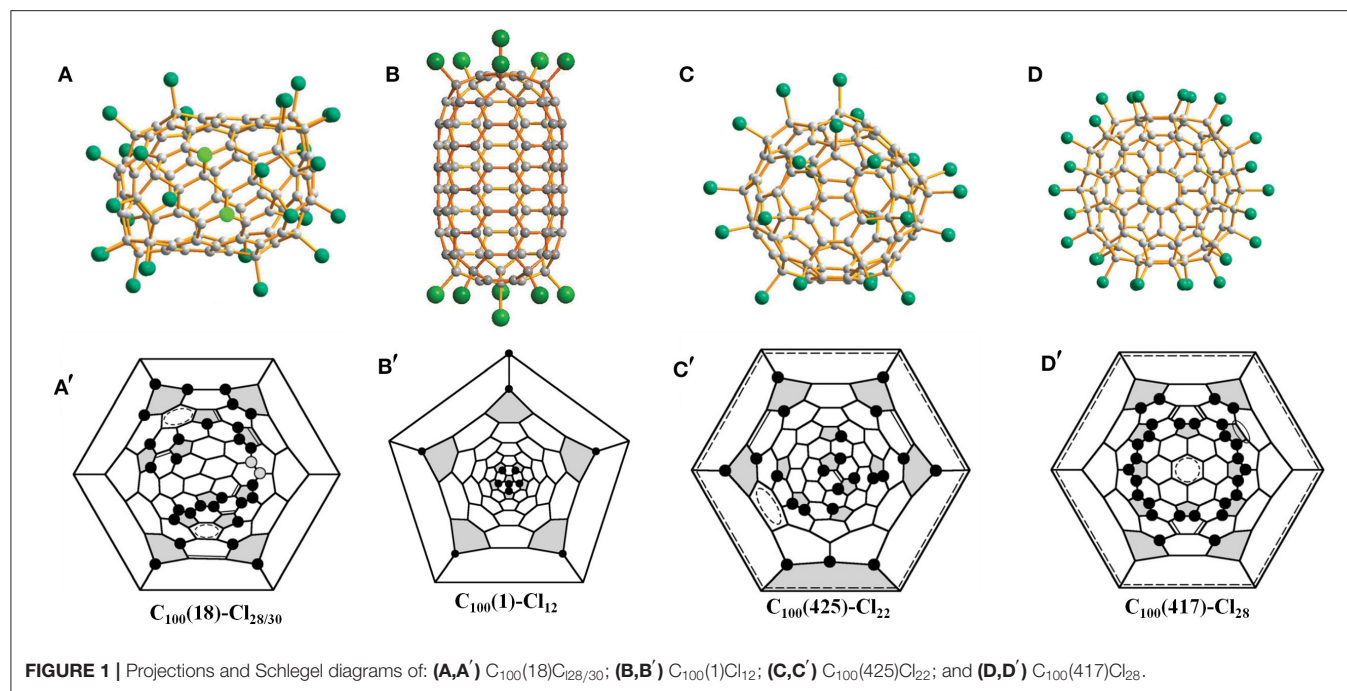 A
B
C
D
A′
B′
C′
D′
C₁₀₀(18)-Cl₂₈/₃₀
C₁₀₀(1)-Cl₁₂
C₁₀₀(425)-Cl₂₂
C₁₀₀(417)-Cl₂₈
FIGURE 1 | Projections and Schlegel diagrams of: (A,A′) C₁₀₀(18)C₍l₂₈/₃₀₎; (B,B′) C₁₀₀(1)Cl₁₂; (C,C′) C₁₀₀(425)Cl₂₂; and (D,D′) C₁₀₀(417)Cl₂₈.